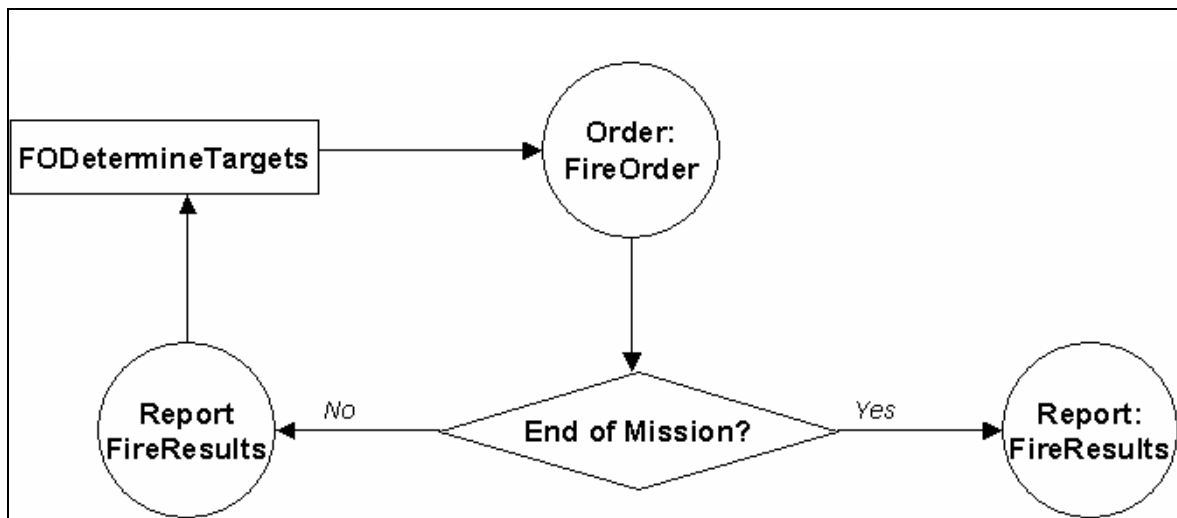 Order:
FireOrder
FODetermineTargets
No
Yes
Report
FireResults
End of Mission?
Report:
FireResults